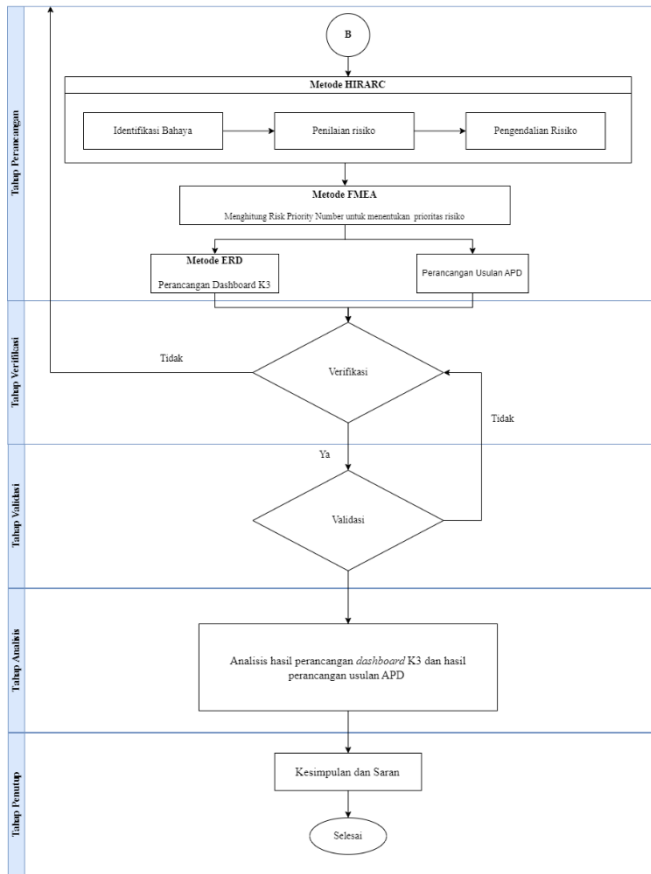 Tahap Perancangan
B
Metode HIRARC
Identifikasi Bahaya
Penilaian risiko
Pengendalian Risiko
Metode FMEA
Menghitung Risk Priority Number untuk menentukan prioritas risiko
Metode ERD
Perancangan Dashboard K3
Perancangan Usulan APD
Tahap Verifikasi
Tidak
Verifikasi
Tidak
Ya
Tahap Validasi
Validasi
Tahap Analisis
Analisis hasil perancangan dashboard K3 dan hasil
perancangan usulan APD
Tahap Penutup
Kesimpulan dan Saran
Selesai